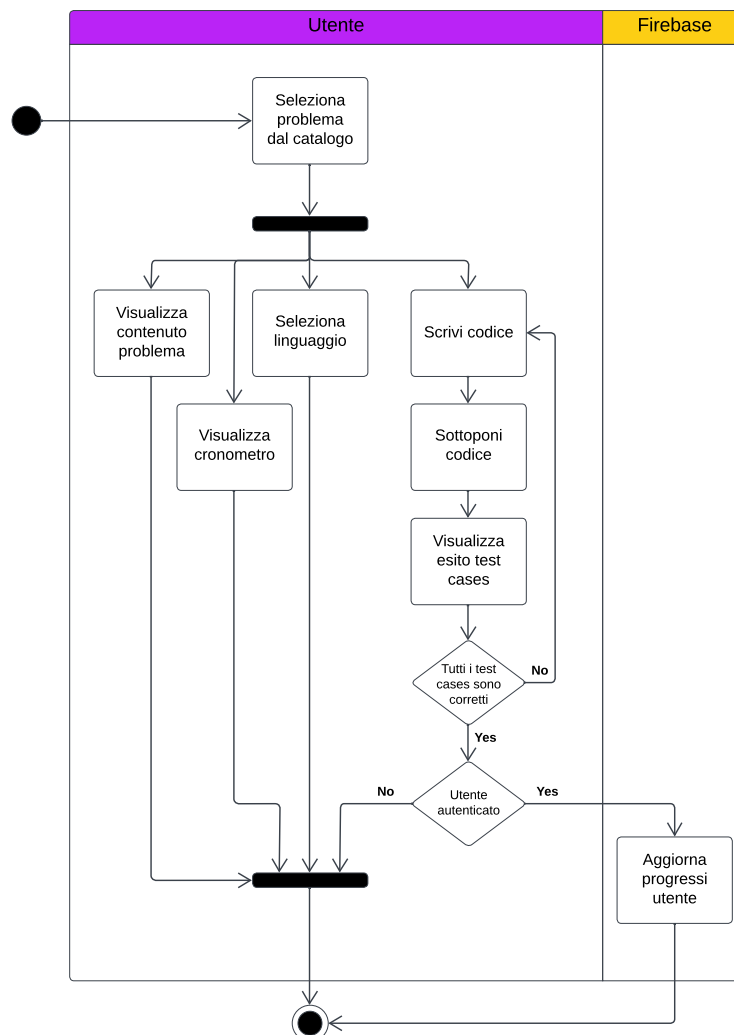 Utente
Firebase
Seleziona
problema
dal catalogo
Visualizza
contenuto
problema
Seleziona
linguaggio
Scrivi codice
Visualizza
cronometro
Sottoponi
codice
Visualizza
esito test
cases
Tutti i test
cases sono
corretti
No
Yes
Utente
autenticato
No
Yes
Aggiorna
progressi
utente